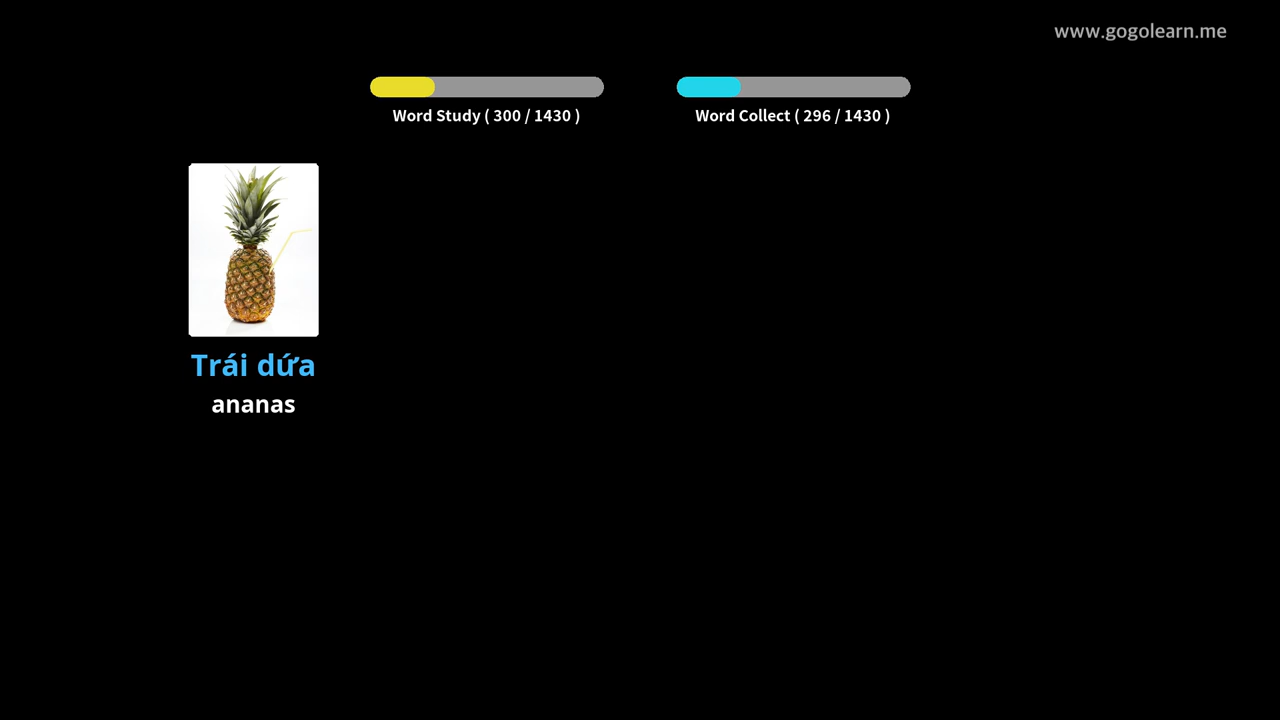 www.gogolearn.me
Word Study ( 300 / 1430 )
Word Collect ( 296 / 1430 )
Trái dứa
ananas